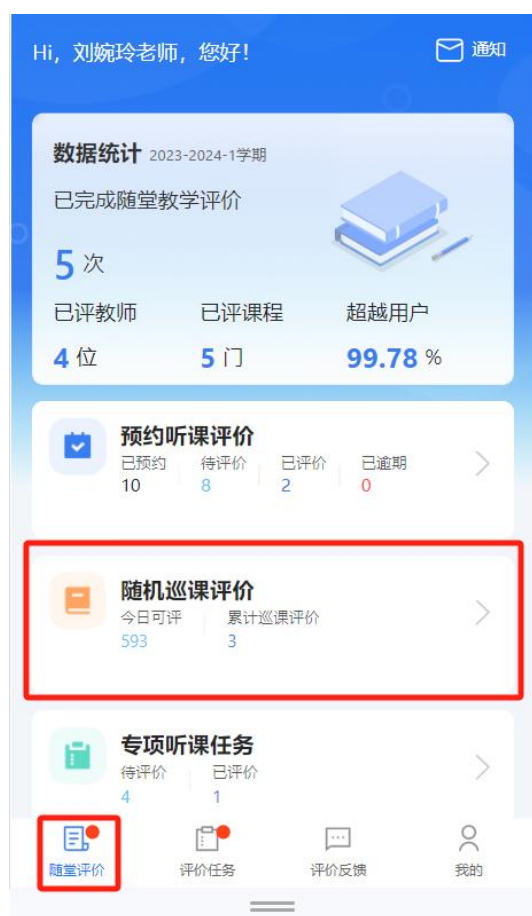 Hi，刘婉玲老师，您好！ 通知
数据统计 2023-2024-1学期
已完成随堂教学评价
5 次
已评教师 已评课程 超越用户
4 位 5 门 99.78 %
预约听课评价
已预约 待评价 已评价 已逾期
10 8 2 0
随机巡课评价
今日可评 累计巡课评价
593 3
专项听课任务
待评价 已评价
4 1
随堂评价 评价任务 评价反馈 我的